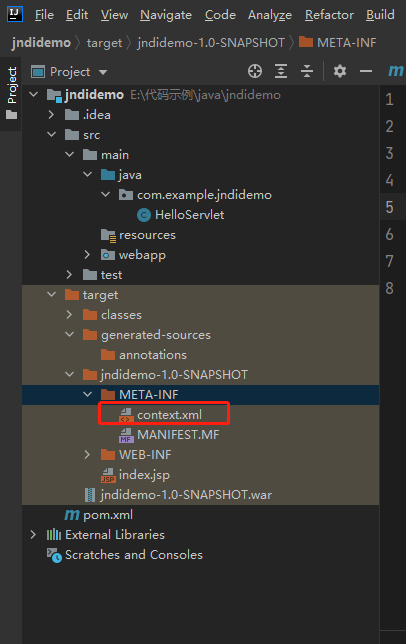 IJ File Edit View Navigate Code Analyze Refactor Build
jndidemo > target > jndidemo-1.0-SNAPSHOT > META-INF
Project
Project
m
jndidemo E:\代码示例\java\jndidemo
.idea
src
main
java
com.example.jndidemo
C HelloServlet
resources
webapp
test
target
classes
generated-sources
annotations
jndidemo-1.0-SNAPSHOT
META-INF
context.xml
MF MANIFEST.MF
WEB-INF
JSP index.jsp
jndidemo-1.0-SNAPSHOT.war
m pom.xml
External Libraries
Scratches and Consoles
1
2
3
4
5
6
7
8